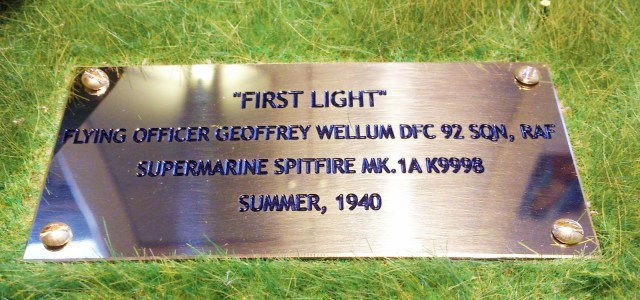 "FIRST LIGHT"
FLYING OFFICER GEOFFREY WELLUM DFC 92 SQN, RAF
SUPERMARINE SPITFIRE MK.1A K9998
SUMMER, 1940